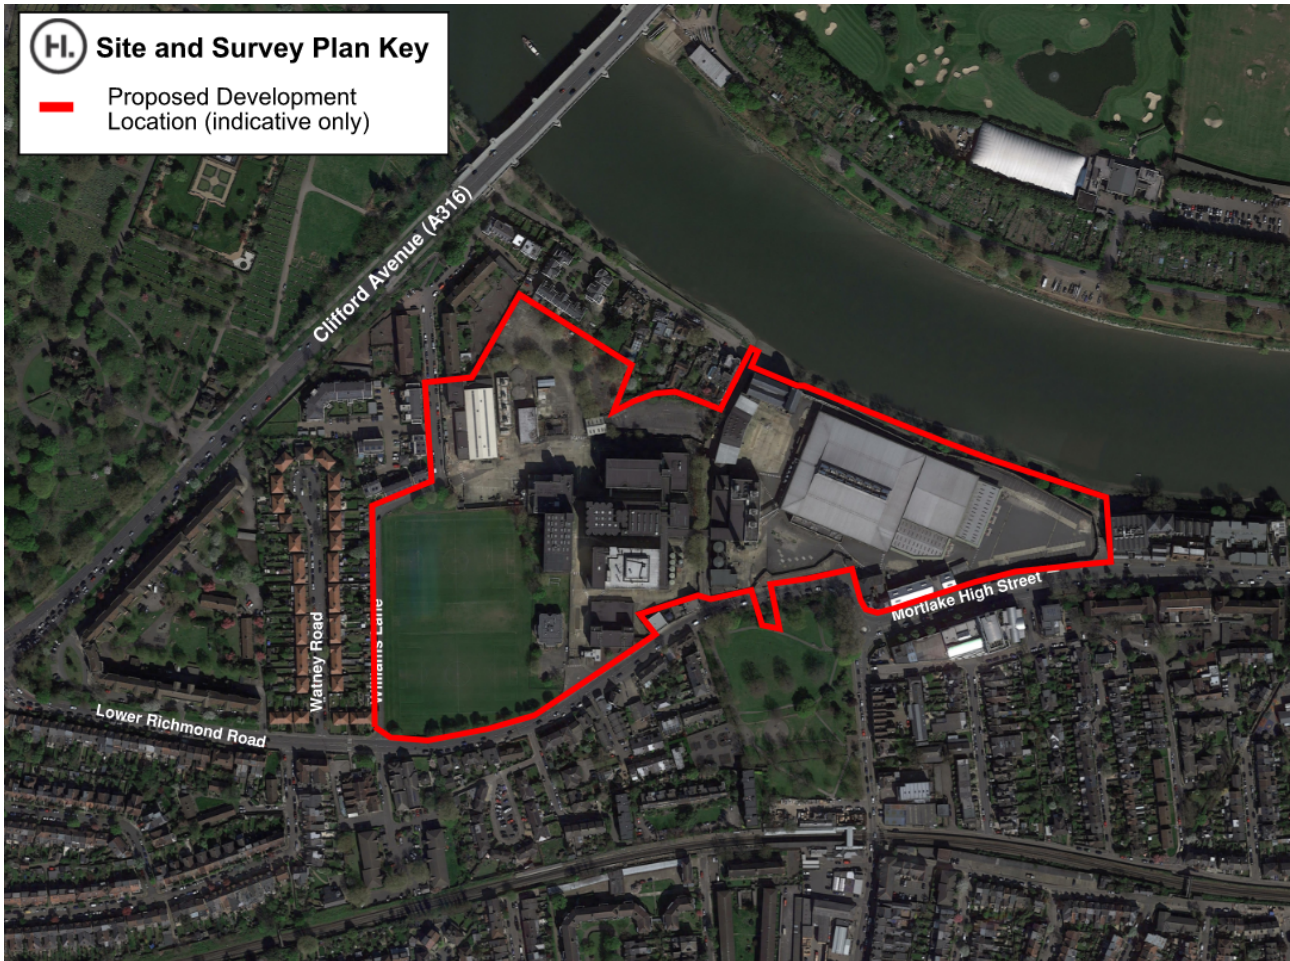 H.
Site and Survey Plan Key
Proposed Development
Location (indicative only)
Clifford Avenue (A316)
Watney Road
Williams Lane
Lower Richmond Road
Mortlake High Street